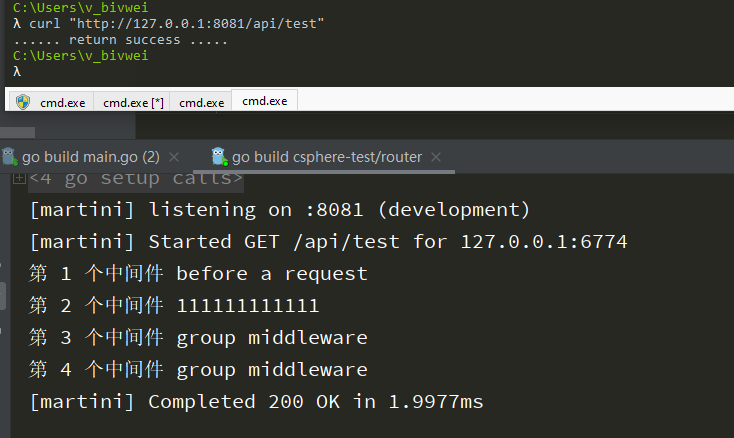 C:\Users\v_bivwei
λ curl "http://127.0.0.1:8081/api/test"
...... return success .....
C:\Users\v_bivwei
λ
cmd.exe cmd.exe [*] cmd.exe cmd.exe
go build main.go (2) × go build csphere-test/router ×
<4 go setup calls>
[martini] listening on :8081 (development)
[martini] Started GET /api/test for 127.0.0.1:6774
第 1 个中间件 before a request
第 2 个中间件 111111111111
第 3 个中间件 group middleware
第 4 个中间件 group middleware
[martini] Completed 200 OK in 1.9977ms